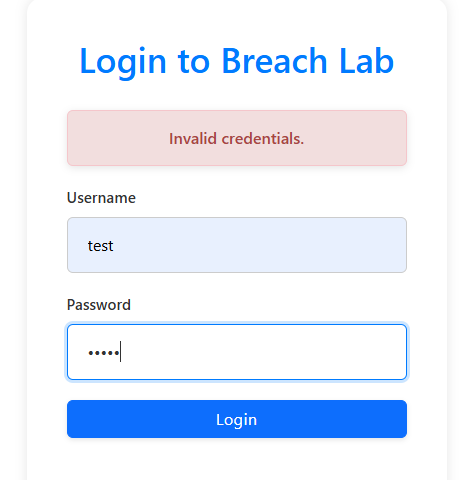 Login to Breach Lab
Invalid credentials.
Username
test
Password
•••••
Login